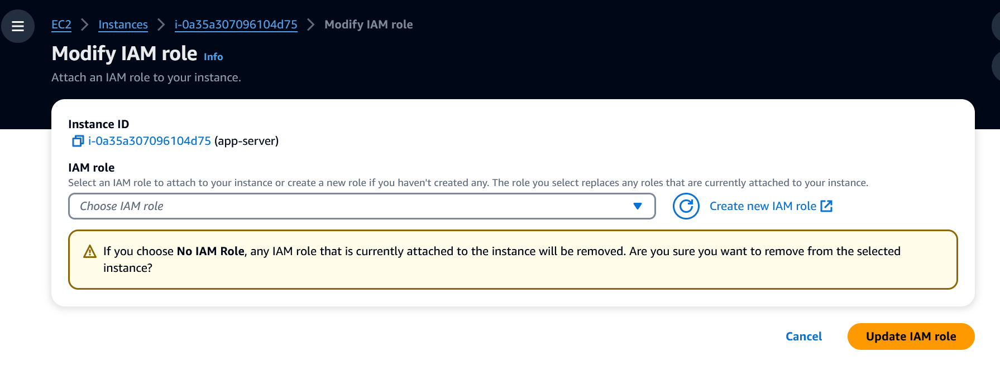 EC2 > Instances > i-0a35a307096104d75 > Modify IAM role
Modify IAM role Info
Attach an IAM role to your instance.
Instance ID
i-0a35a307096104d75 (app-server)
IAM role
Select an IAM role to attach to your instance or create a new role if you haven't created any. The role you select replaces any roles that are currently attached to your instance.
Choose IAM role
Create new IAM role
If you choose No IAM Role, any IAM role that is currently attached to the instance will be removed. Are you sure you want to remove from the selected
instance?
Cancel
Update IAM role